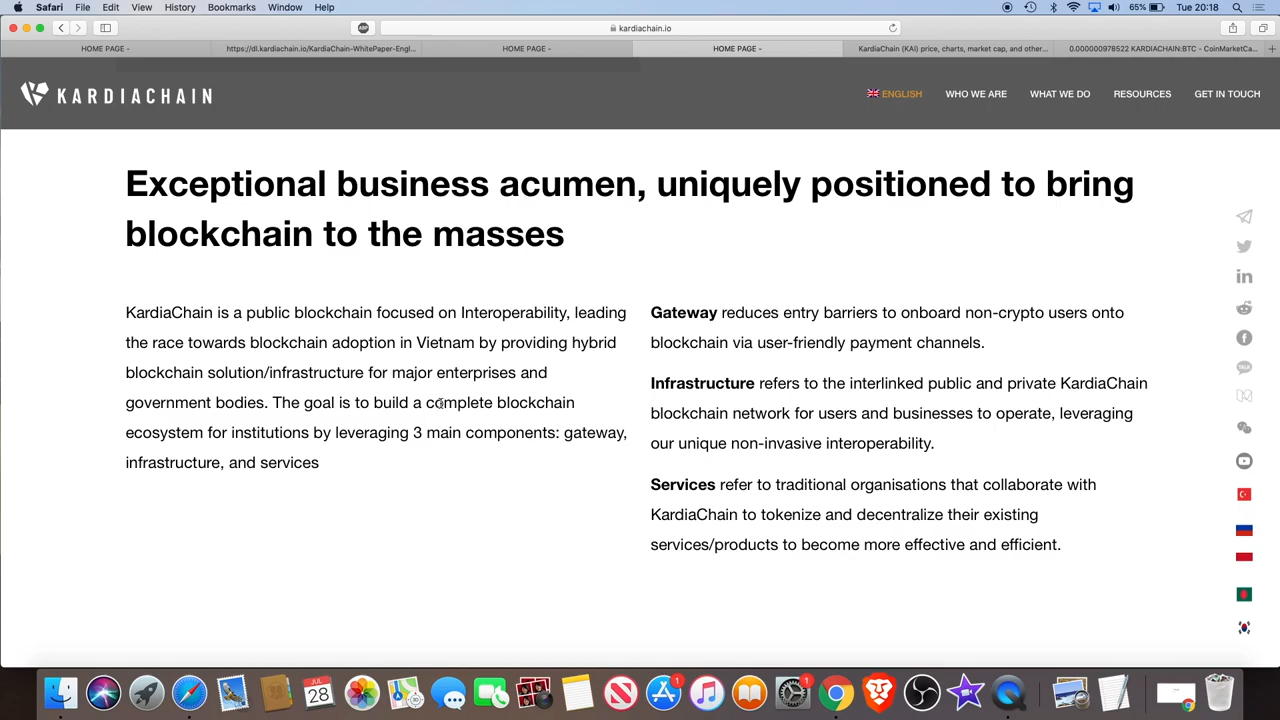 Safari File Edit View History Bookmarks Window Help 65% Tue 20:18
kardiachain.io
HOME PAGE - https://dl.kardiachain.io/KardiaChain-WhitePaper-Engl... HOME PAGE - HOME PAGE - KardiaChain (KAI) price, charts, market cap, and other... 0.000000978522 KARDIACHAIN:BTC - CoinMarketCa...
KARDIACHAIN ENGLISH WHO WE ARE WHAT WE DO RESOURCES GET IN TOUCH
Exceptional business acumen, uniquely positioned to bring
blockchain to the masses
KardiaChain is a public blockchain focused on Interoperability, leading
the race towards blockchain adoption in Vietnam by providing hybrid
blockchain solution/infrastructure for major enterprises and
government bodies. The goal is to build a complete blockchain
ecosystem for institutions by leveraging 3 main components: gateway,
infrastructure, and services
Gateway reduces entry barriers to onboard non-crypto users onto
blockchain via user-friendly payment channels.
Infrastructure refers to the interlinked public and private KardiaChain
blockchain network for users and businesses to operate, leveraging
our unique non-invasive interoperability.
Services refer to traditional organisations that collaborate with
KardiaChain to tokenize and decentralize their existing
services/products to become more effective and efficient.
TALK
JUL
28
1
1